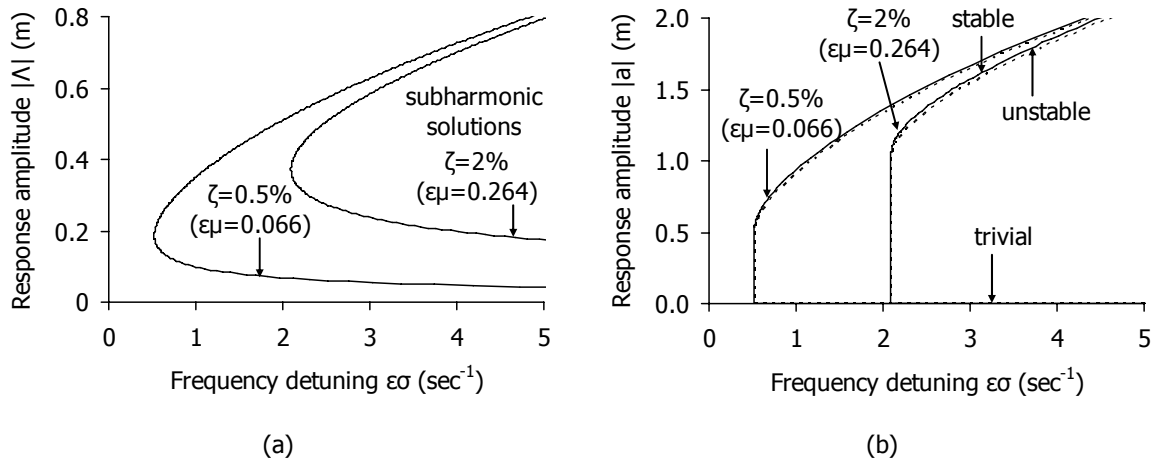 Response amplitude |Λ| (m)
0.8
0.6
0.4
0.2
0
0 1 2 3 4 5
subharmonic
solutions
ζ=2%
(εμ=0.264)
ζ=0.5%
(εμ=0.066)
Frequency detuning εσ (sec⁻¹)
(a)
Response amplitude |a| (m)
2.0
1.5
1.0
0.5
0.0
0 1 2 3 4 5
ζ=2%
(εμ=0.264)
stable
ζ=0.5%
(εμ=0.066)
unstable
trivial
Frequency detuning εσ (sec⁻¹)
(b)